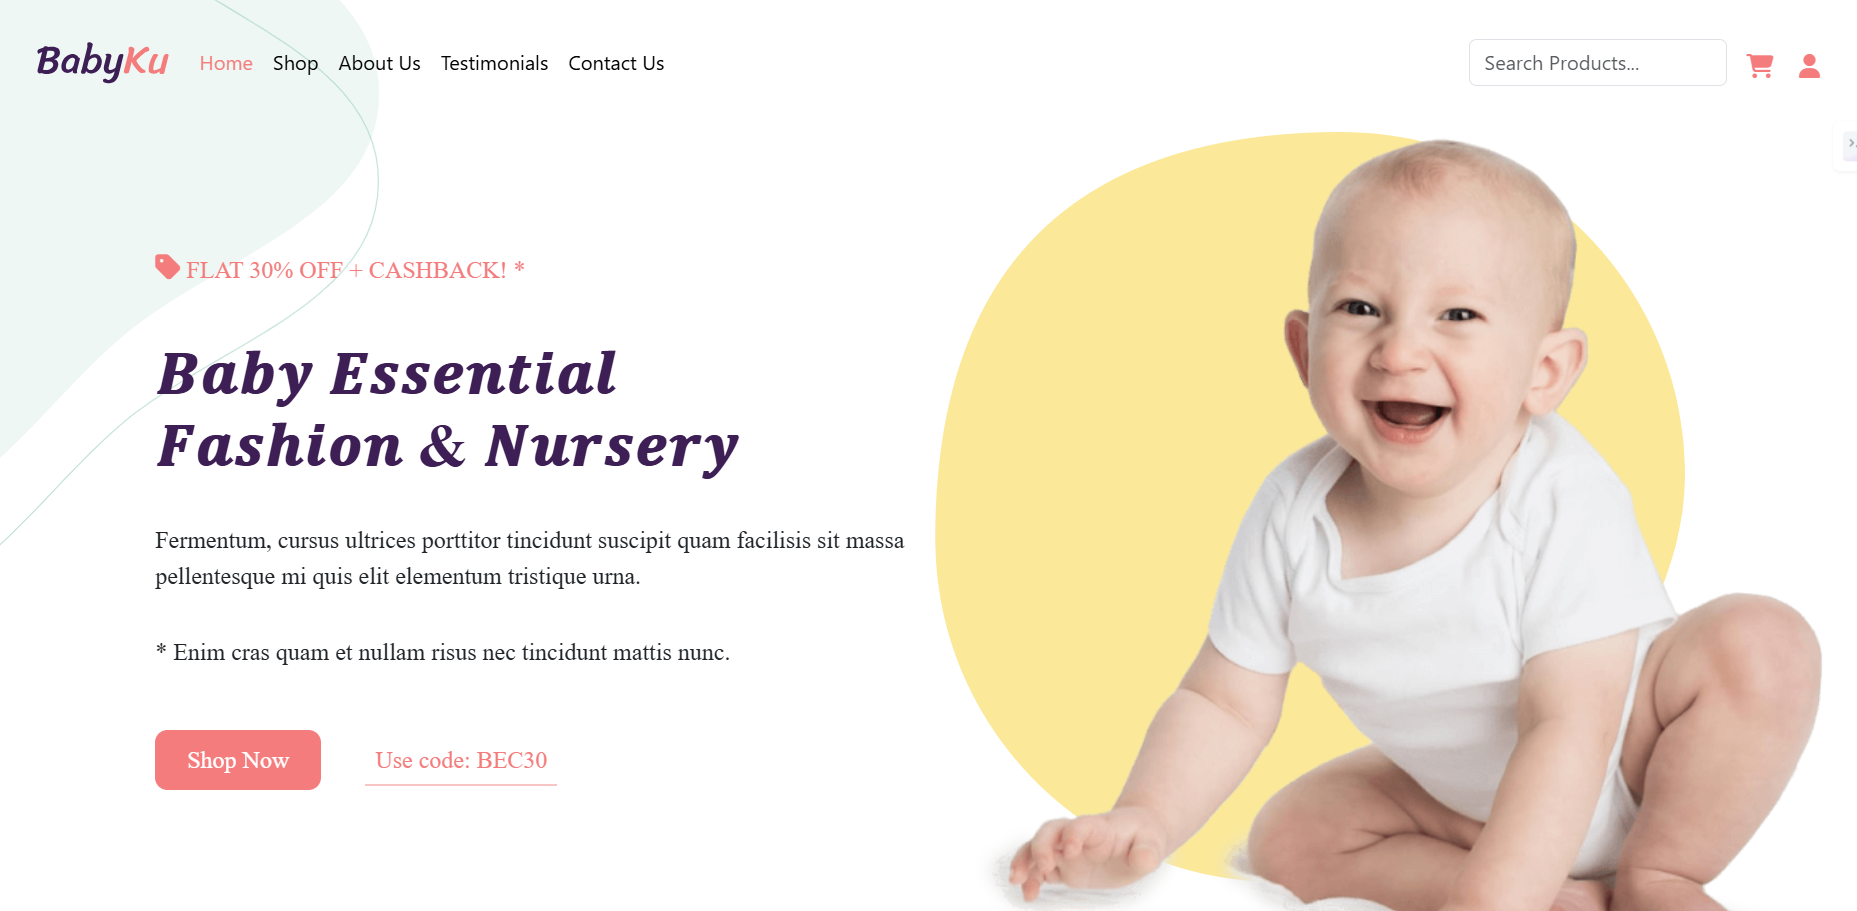 BabyKu
Home Shop About Us Testimonials Contact Us
Search Products...
FLAT 30% OFF + CASHBACK! *
Baby Essential
Fashion & Nursery
Fermentum, cursus ultrices porttitor tincidunt suscipit quam facilisis sit massa
pellentesque mi quis elit elementum tristique urna.
* Enim cras quam et nullam risus nec tincidunt mattis nunc.
Shop Now
Use code: BEC30